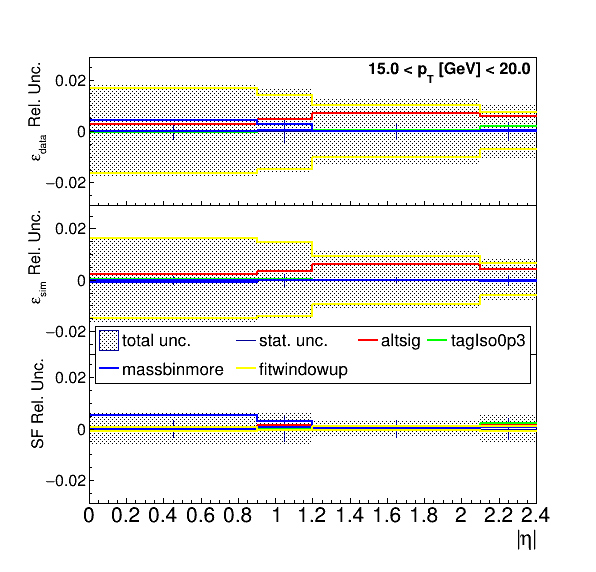 15.0 < p_T [GeV] < 20.0
ε_data Rel. Unc.
0.02
0
−0.02
ε_sim Rel. Unc.
0.02
0
−0.02
total unc. stat. unc. altsig tagIso0p3
massbinmore fitwindowup
SF Rel. Unc.
0.02
0
−0.02
0 0.2 0.4 0.6 0.8 1 1.2 1.4 1.6 1.8 2 2.2 2.4
|η|